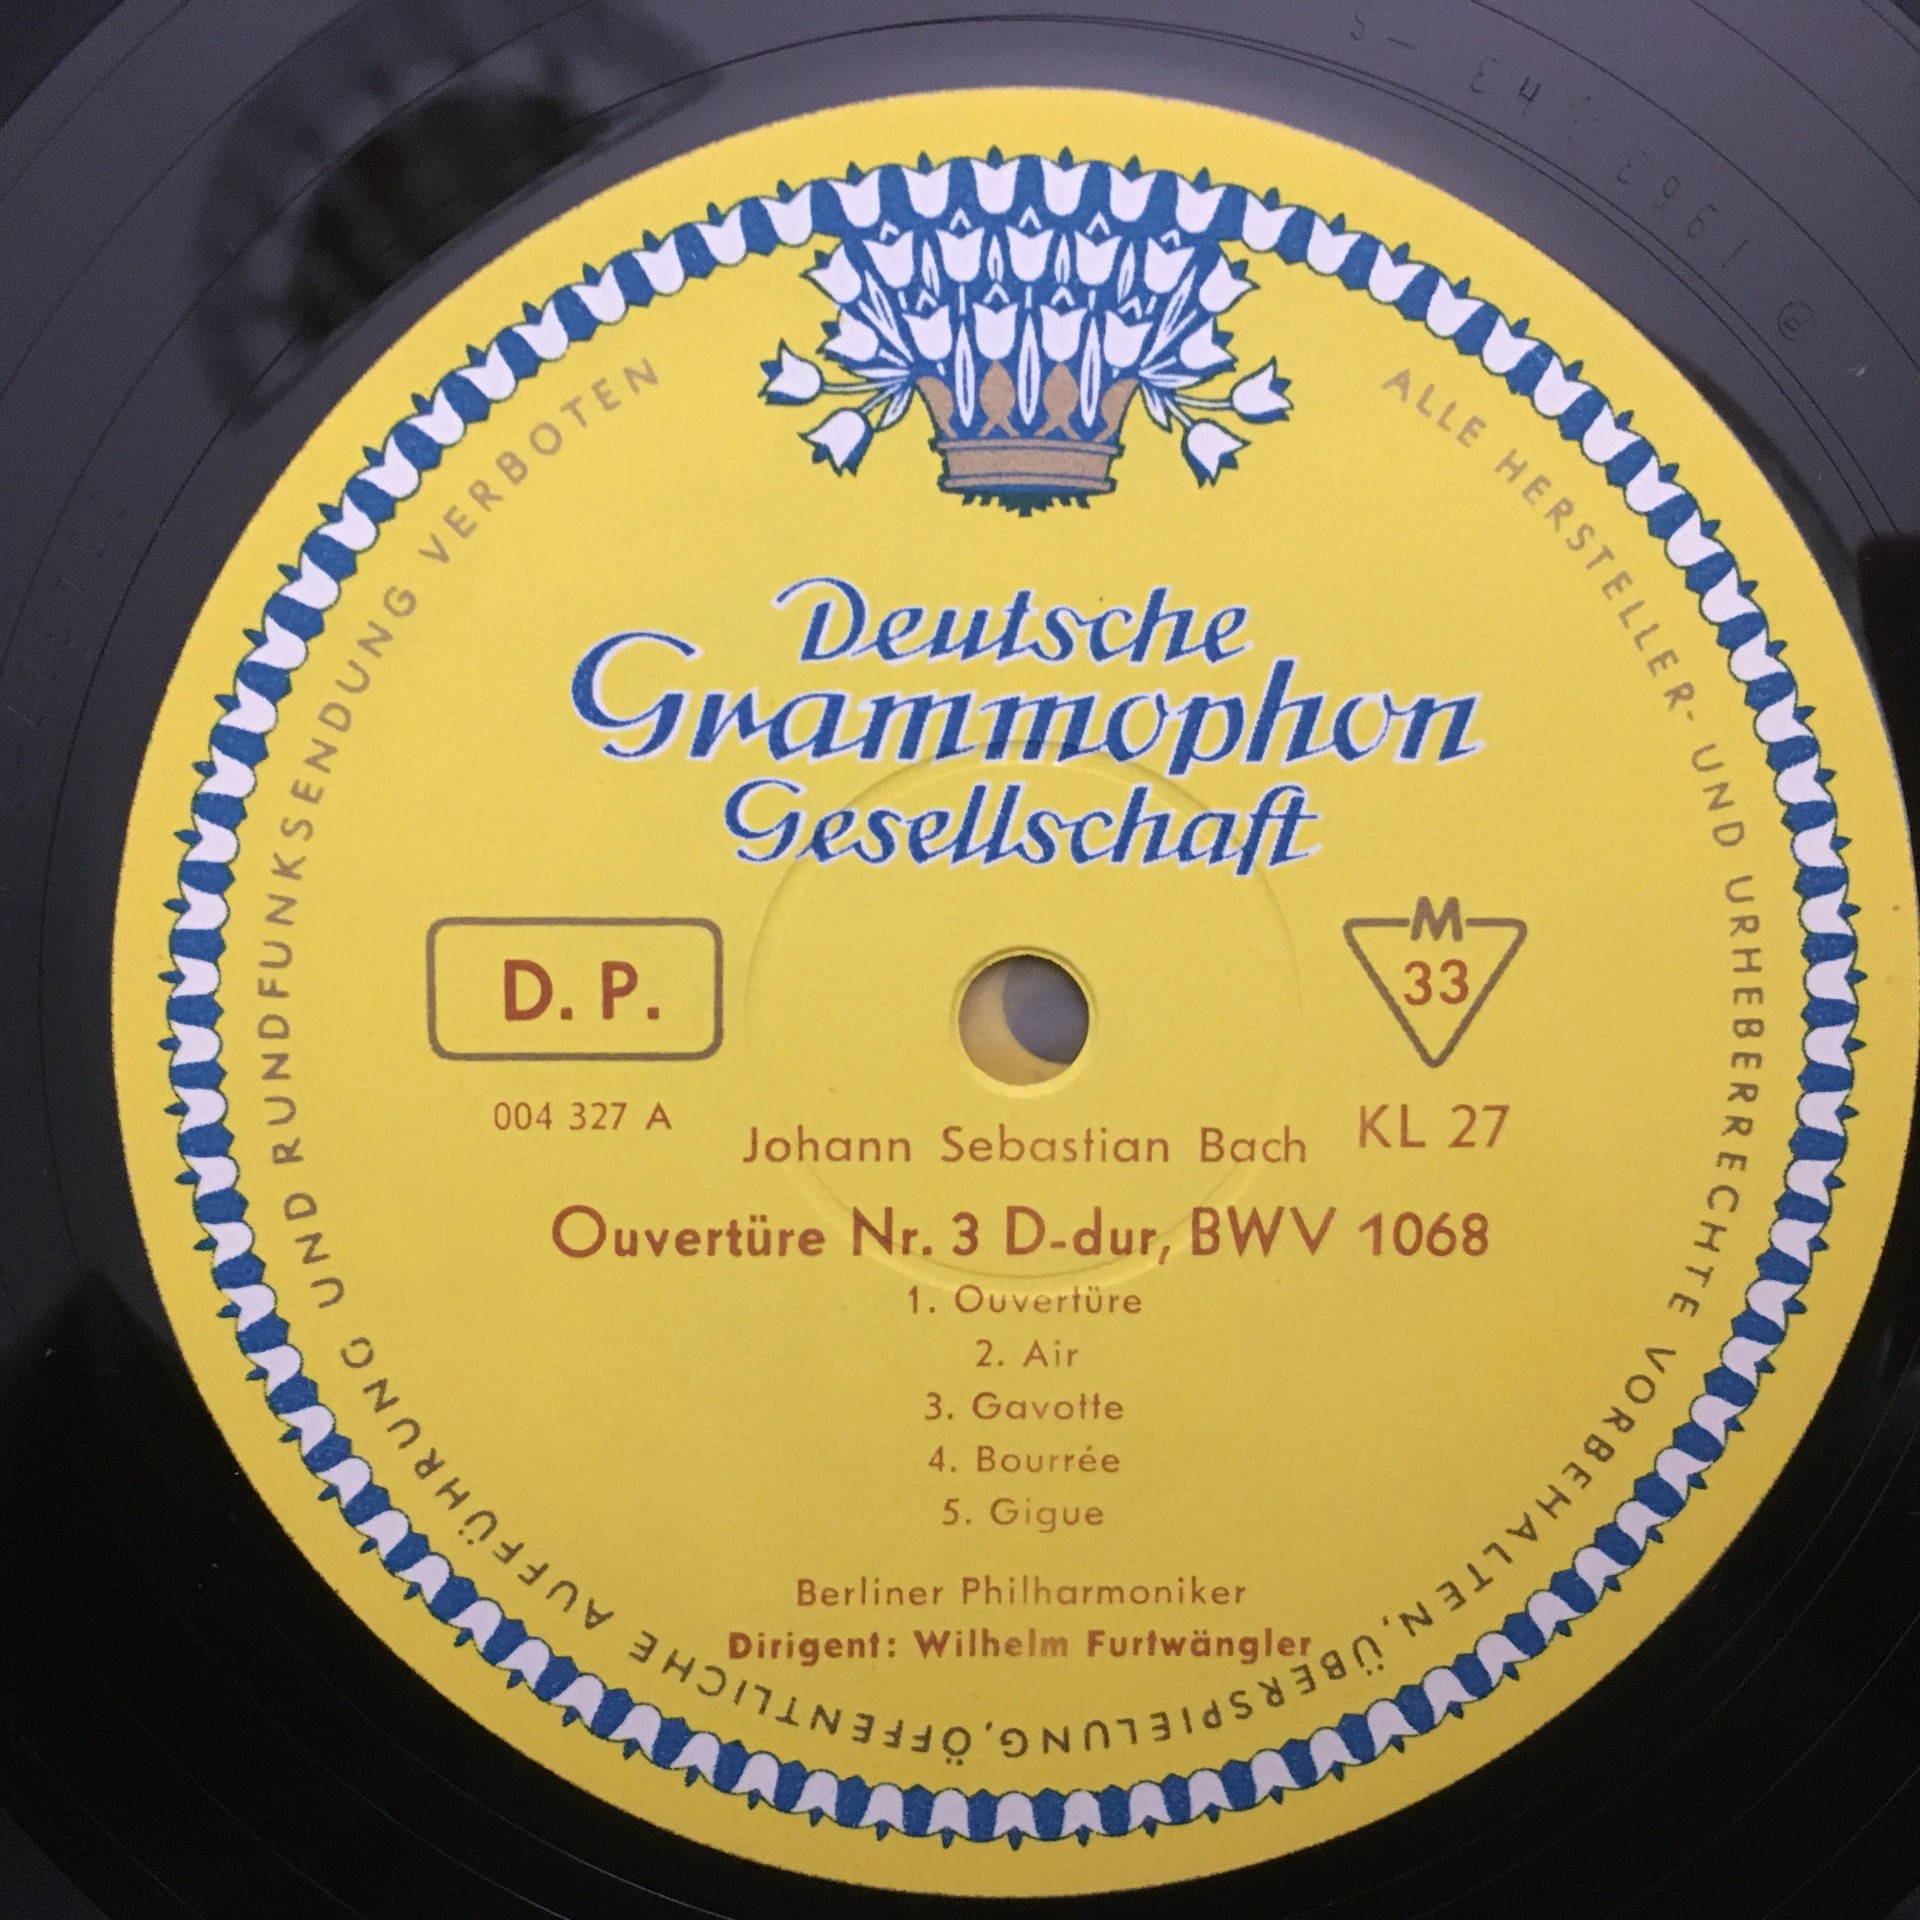 Deutsche
Grammophon
Gesellschaft
D. P.
M
33
004 327 A
KL 27
Johann Sebastian Bach
Ouvertüre Nr. 3 D-dur, BWV 1068
1. Ouvertüre
2. Air
3. Gavotte
4. Bourrée
5. Gigue
Berliner Philharmoniker
Dirigent: Wilhelm Furtwängler
ALLE HERSTELLER- UND URHEBERRECHTE VORBEHALTEN, ÜBERSPIELUNG, ÖFFENTLICHE AUFFÜHRUNG UND RUNDFUNKSENDUNG VERBOTEN
℗ 1963